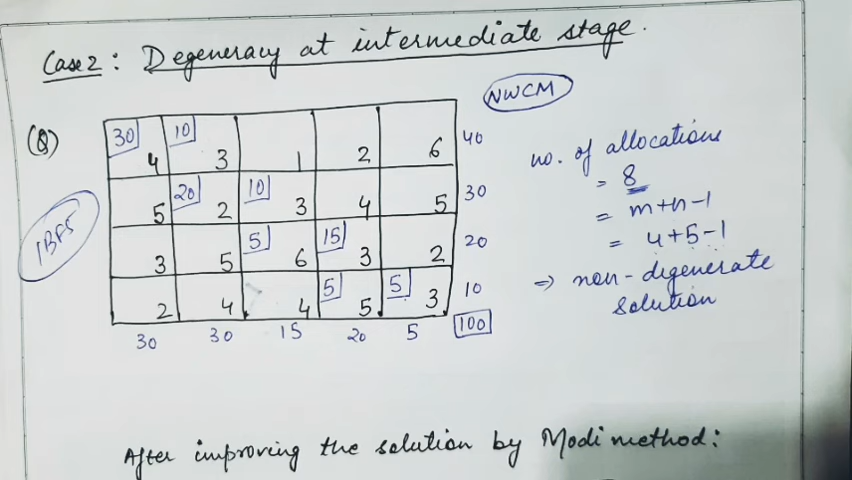 Case 2 : Degeneracy at intermediate stage.
NWCM
(Q)
30 4 10 3 1 2 6 40
5 20 2 10 3 4 5 30
3 5 5 6 15 3 2 20
2 4 4 5 5 5 3 10
30 30 15 20 5 100
IBFS
no. of allocations
= 8
= m+n-1
= 4+5-1
⇒ non-degenerate
solution
After improving the solution by Modi method: